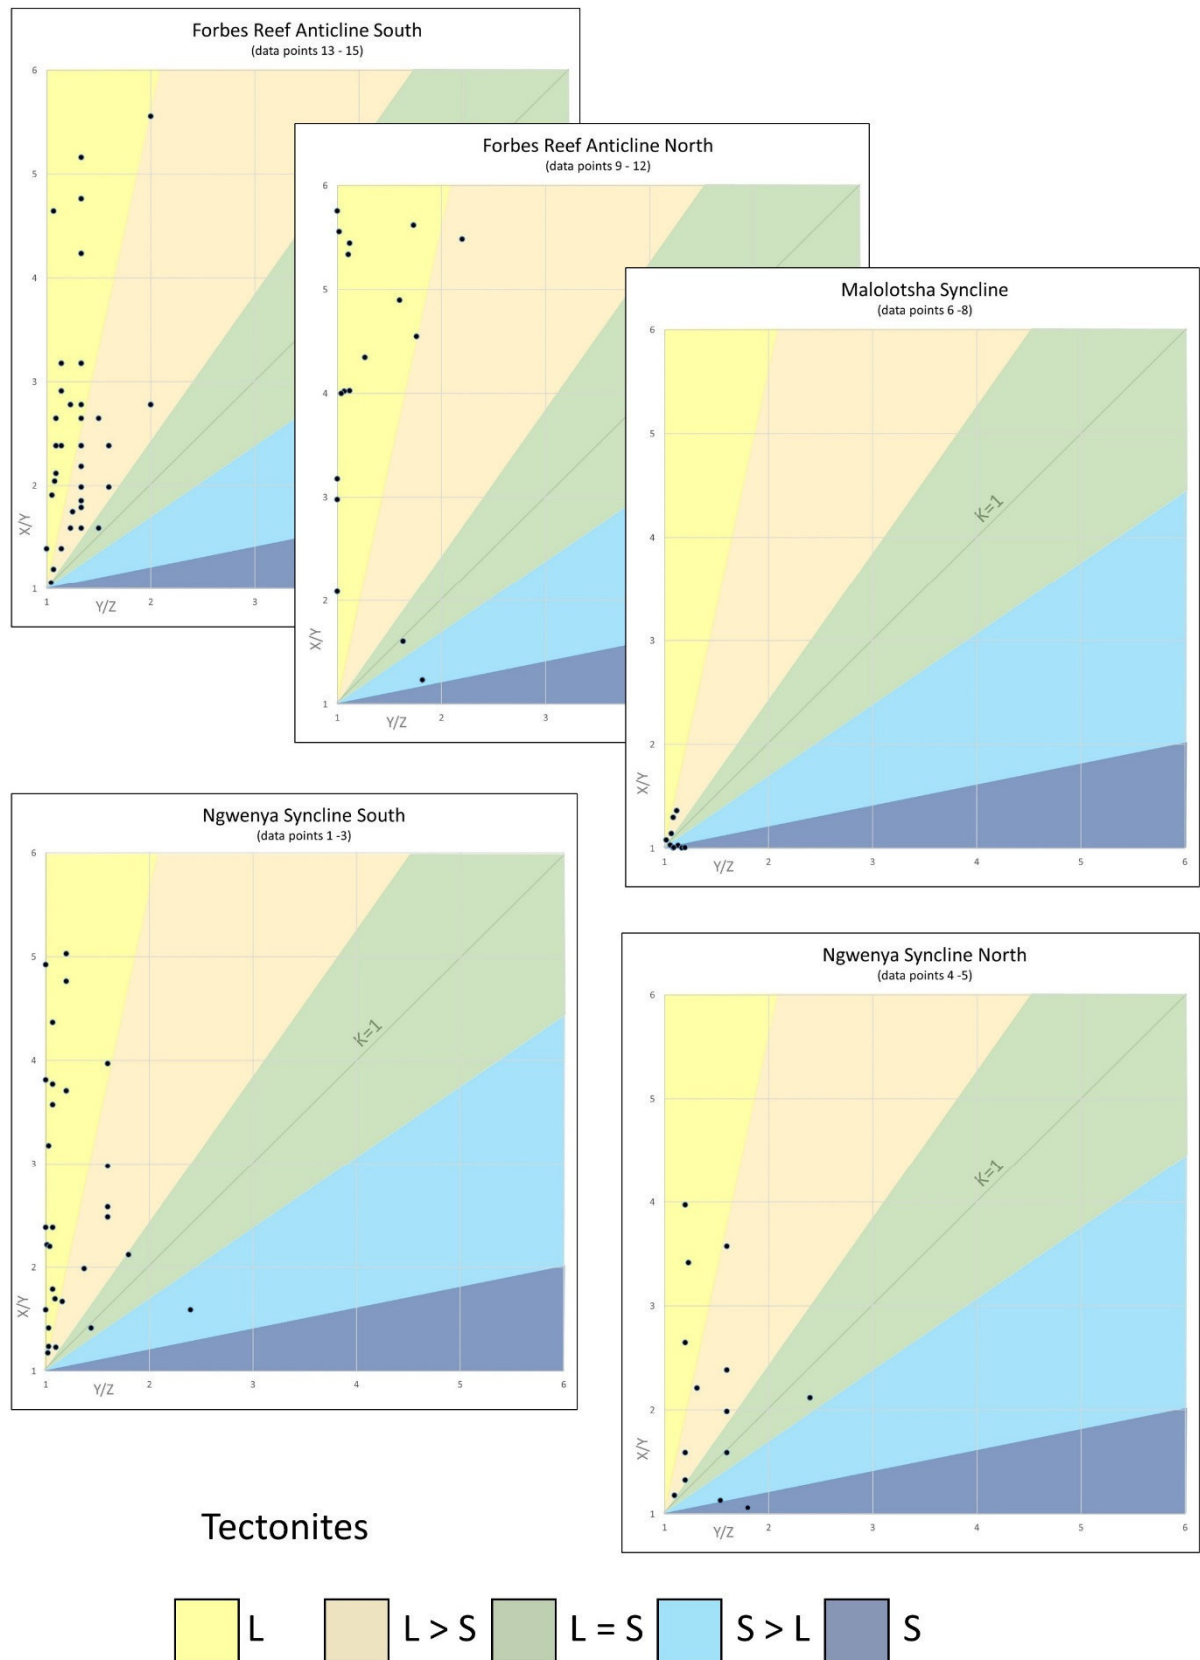 Forbes Reef Anticline South
(data points 13 - 15)
6
5
4
3
2
1
X/Y
1
Y/Z
2
3
Forbes Reef Anticline North
(data points 9 - 12)
6
5
4
3
2
1
X/Y
1
Y/Z
2
3
Malolotsha Syncline
(data points 6 -8)
6
5
4
3
2
1
X/Y
K=1
1
Y/Z
2
3
4
5
6
Ngwenya Syncline South
(data points 1 -3)
6
5
4
3
2
1
X/Y
K=1
1
Y/Z
2
3
4
5
6
Ngwenya Syncline North
(data points 4 -5)
6
5
4
3
2
1
X/Y
K=1
1
Y/Z
2
3
4
5
6
Tectonites
L
L > S
L = S
S > L
S